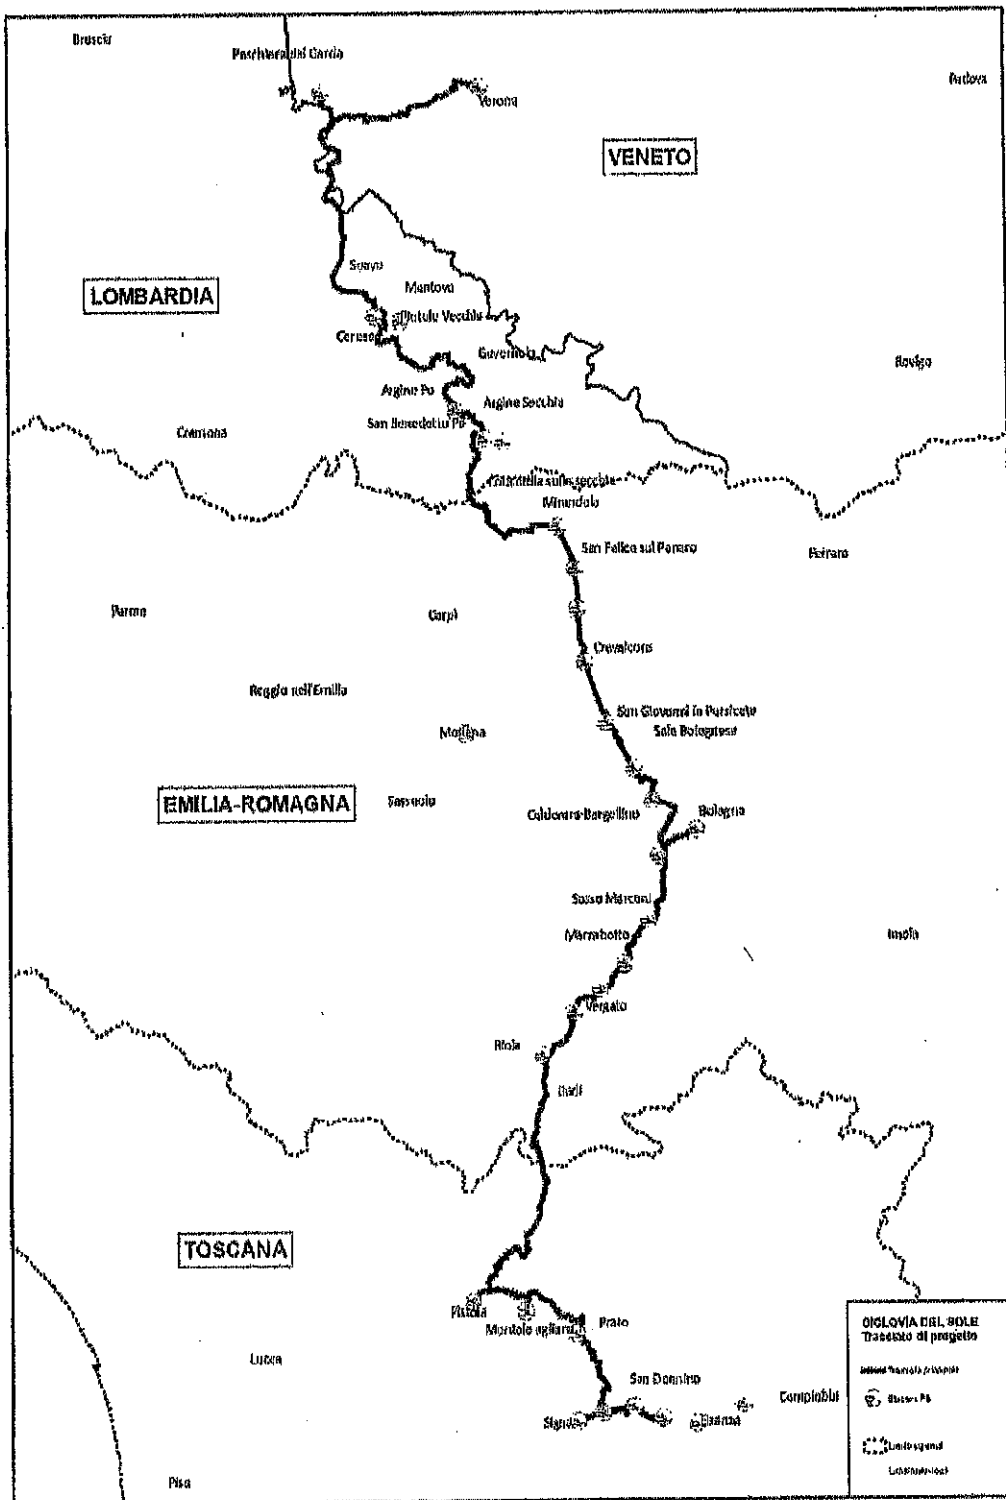 Brescia
Peschiera del Garda
Verona
Padova
VENETO
LOMBARDIA
Mantova
Cerese
Governolo
Rovigo
Argine Po
Argine Secchia
San Benedetto Po
Cremona
Mirandola
San Felice sul Panaro
Ferrara
Parma
Carpi
Crevalcore
Reggio nell'Emilia
San Giovanni in Persiceto
Sala Bolognese
Modena
EMILIA-ROMAGNA
Sassuolo
Calderara-Bargellino
Bologna
Sasso Marconi
Marzabotto
Imola
Vergato
Riola
TOSCANA
Pistoia
Prato
Lucca
San Donnino
Signa
Pisa
CICLOVIA DEL SOLE
Tracciato di progetto